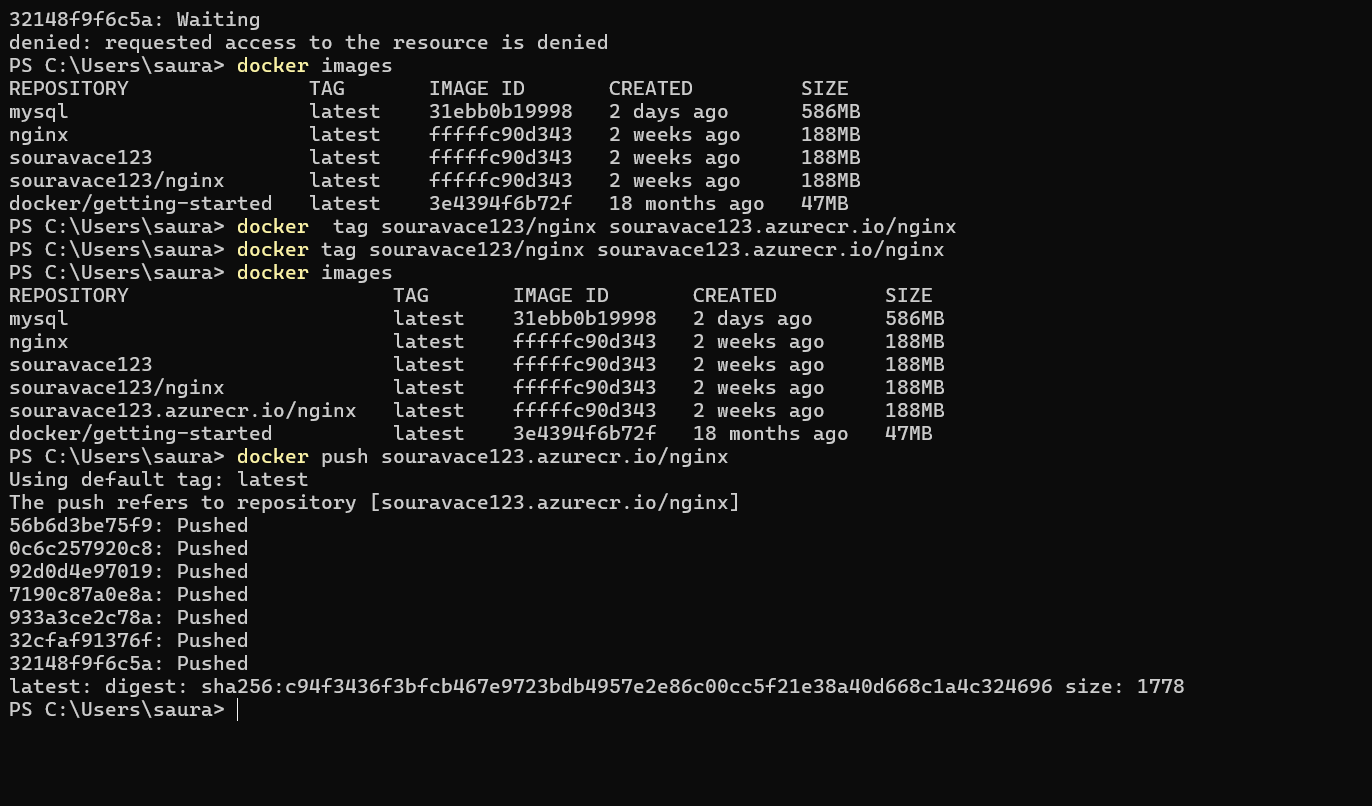 32148f9f6c5a: Waiting
denied: requested access to the resource is denied
PS C:\Users\saura> docker images
REPOSITORY               TAG       IMAGE ID       CREATED         SIZE
mysql                    latest    31ebb0b19998   2 days ago      586MB
nginx                    latest    fffffc90d343   2 weeks ago     188MB
souravace123             latest    fffffc90d343   2 weeks ago     188MB
souravace123/nginx       latest    fffffc90d343   2 weeks ago     188MB
docker/getting-started   latest    3e4394f6b72f   18 months ago   47MB
PS C:\Users\saura> docker  tag souravace123/nginx souravace123.azurecr.io/nginx
PS C:\Users\saura> docker tag souravace123/nginx souravace123.azurecr.io/nginx
PS C:\Users\saura> docker images
REPOSITORY                      TAG       IMAGE ID       CREATED         SIZE
mysql                           latest    31ebb0b19998   2 days ago      586MB
nginx                           latest    fffffc90d343   2 weeks ago     188MB
souravace123                    latest    fffffc90d343   2 weeks ago     188MB
souravace123/nginx              latest    fffffc90d343   2 weeks ago     188MB
souravace123.azurecr.io/nginx   latest    fffffc90d343   2 weeks ago     188MB
docker/getting-started          latest    3e4394f6b72f   18 months ago   47MB
PS C:\Users\saura> docker push souravace123.azurecr.io/nginx
Using default tag: latest
The push refers to repository [souravace123.azurecr.io/nginx]
56b6d3be75f9: Pushed
0c6c257920c8: Pushed
92d0d4e97019: Pushed
7190c87a0e8a: Pushed
933a3ce2c78a: Pushed
32cfaf91376f: Pushed
32148f9f6c5a: Pushed
latest: digest: sha256:c94f3436f3bfcb467e9723bdb4957e2e86c00cc5f21e38a40d668c1a4c324696 size: 1778
PS C:\Users\saura>